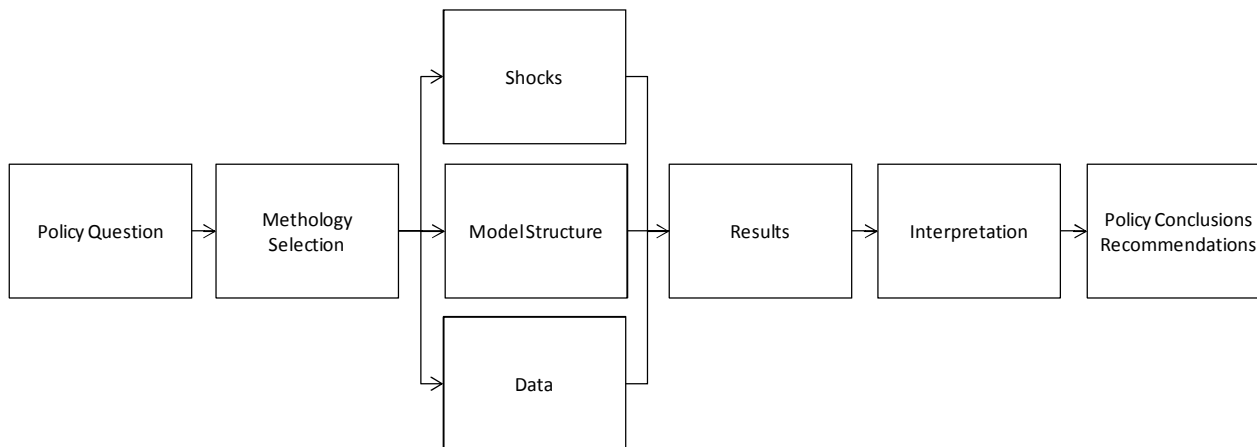 Shocks
Policy Question
Methology
Selection
Model Structure
Results
Interpretation
Policy Conclusions
Recommendations
Data